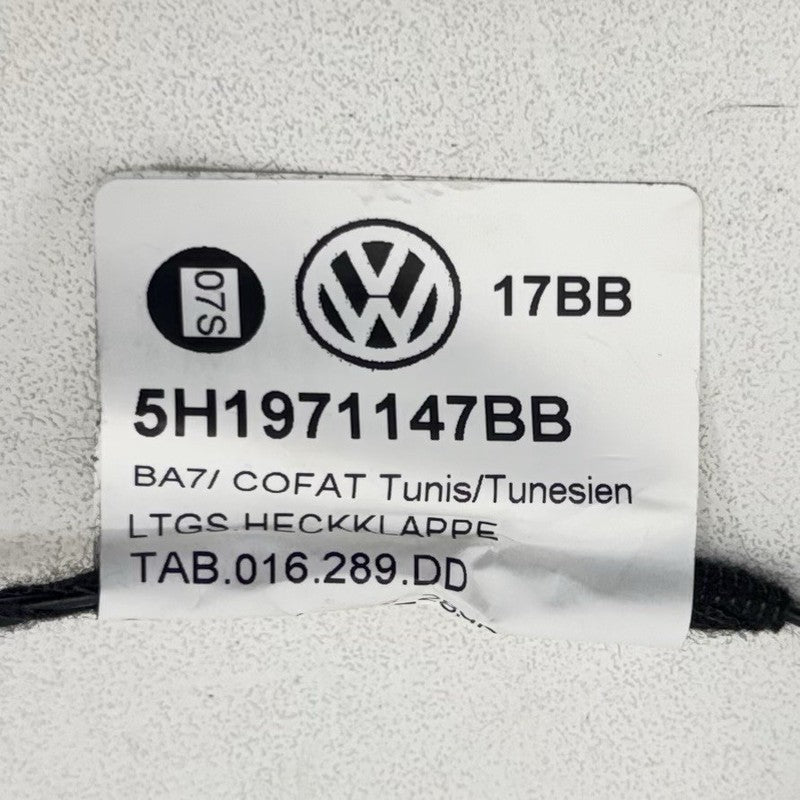 07S
17BB
5H1971147BB
BA7/ COFAT Tunis/Tunesien
LTGS HECKKLAPPE
TAB.016.289.DD